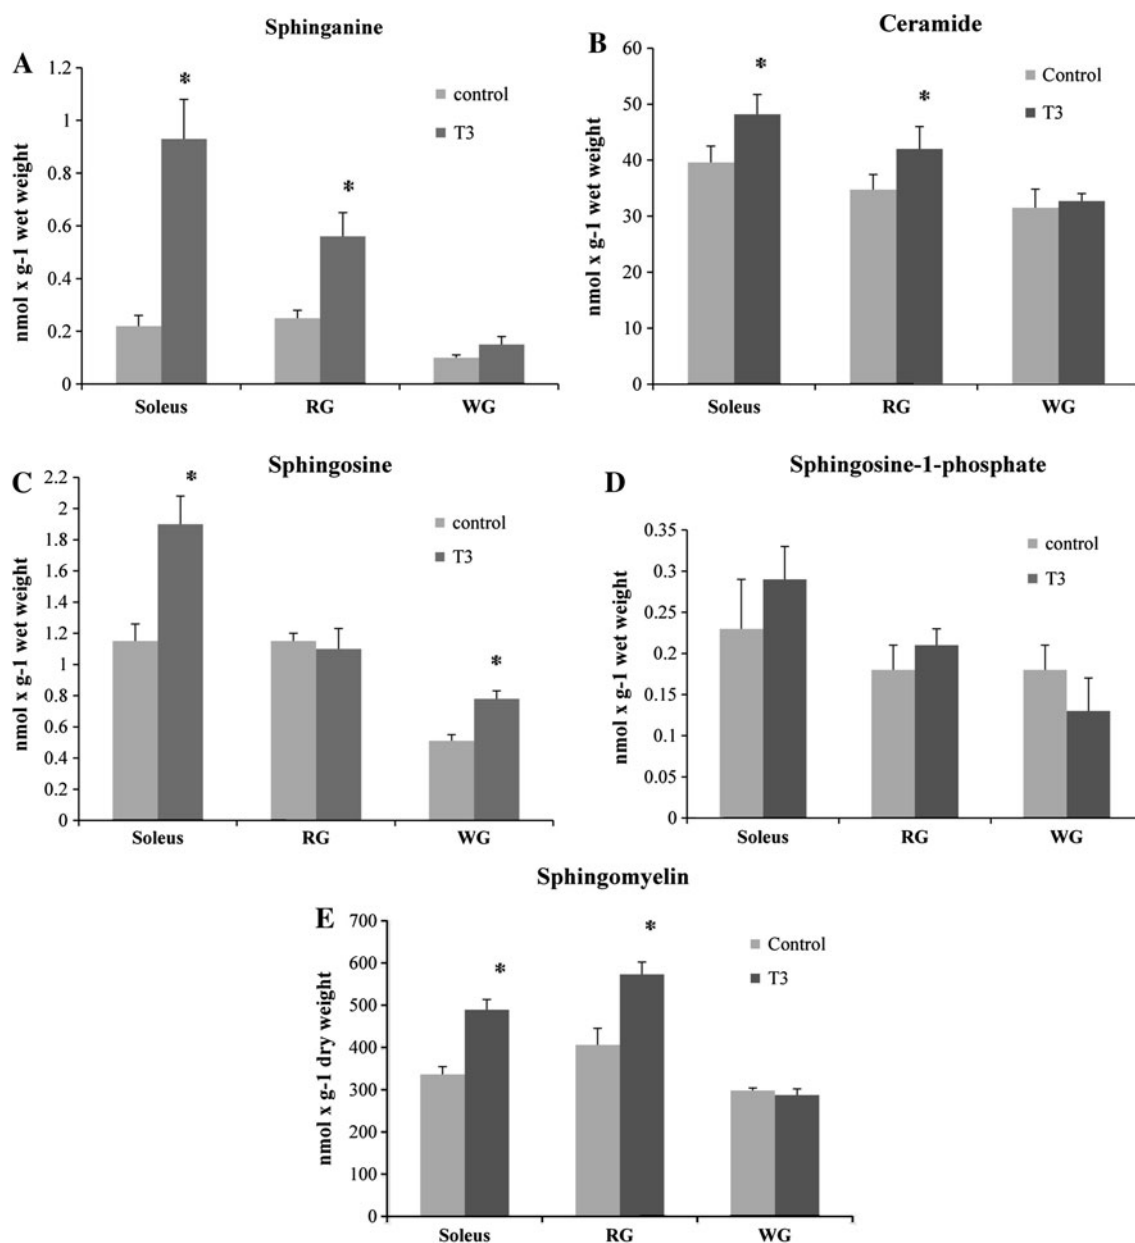 Sphinganine
A
1.2
1
0.8
0.6
0.4
0.2
0
nmol x g-1 wet weight
control
T3
*
*
Soleus RG WG
Ceramide
B
60
50
40
30
20
10
0
nmol x g-1 wet weight
Control
T3
*
*
Soleus RG WG
Sphingosine
C
2.2
2
1.8
1.6
1.4
1.2
1
0.8
0.6
0.4
0.2
0
nmol x g-1 wet weight
control
T3
*
*
Soleus RG WG
Sphingosine-1-phosphate
D
0.35
0.3
0.25
0.2
0.15
0.1
0.05
0
nmol x g-1 wet weight
control
T3
Soleus RG WG
Sphingomyelin
E
700
600
500
400
300
200
100
0
nmol x g-1 dry weight
Control
T3
*
*
Soleus RG WG